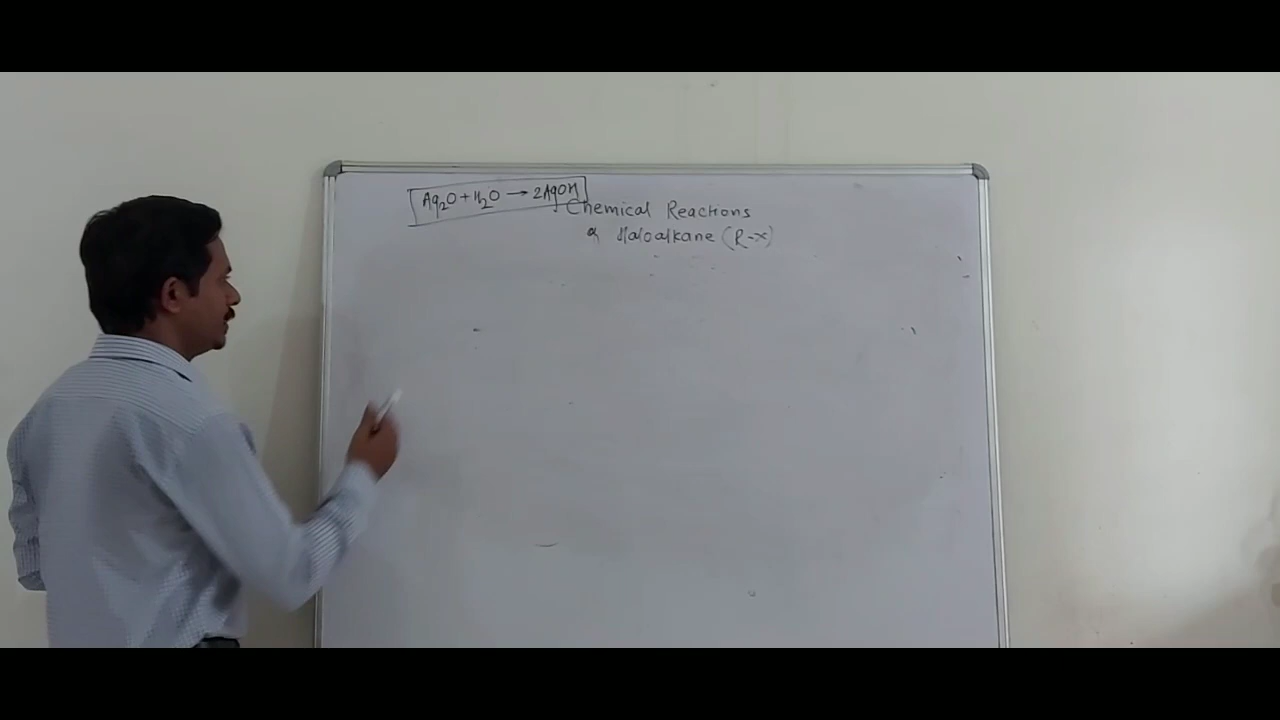 Ag₂O + H₂O → 2AgOH
Chemical Reactions
of Haloalkane (R-X)